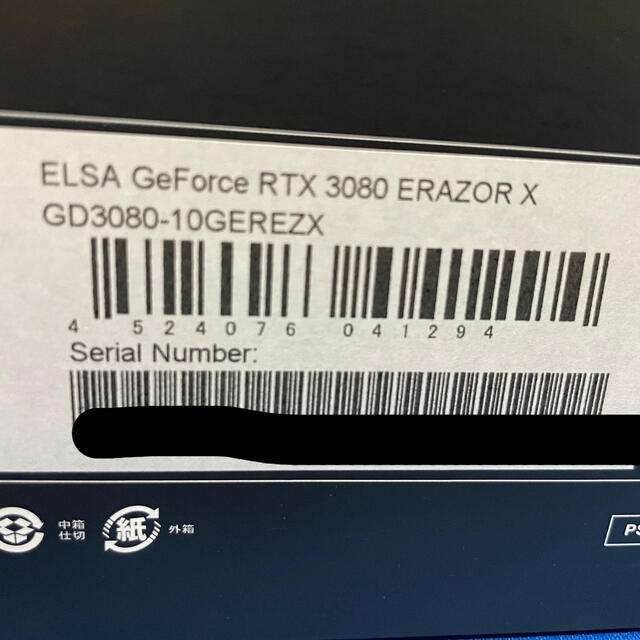 ELSA GeForce RTX 3080 ERAZOR X
GD3080-10GEREZX
4 524076 041294
Serial Number:
中箱
仕切
紙
外箱
PS